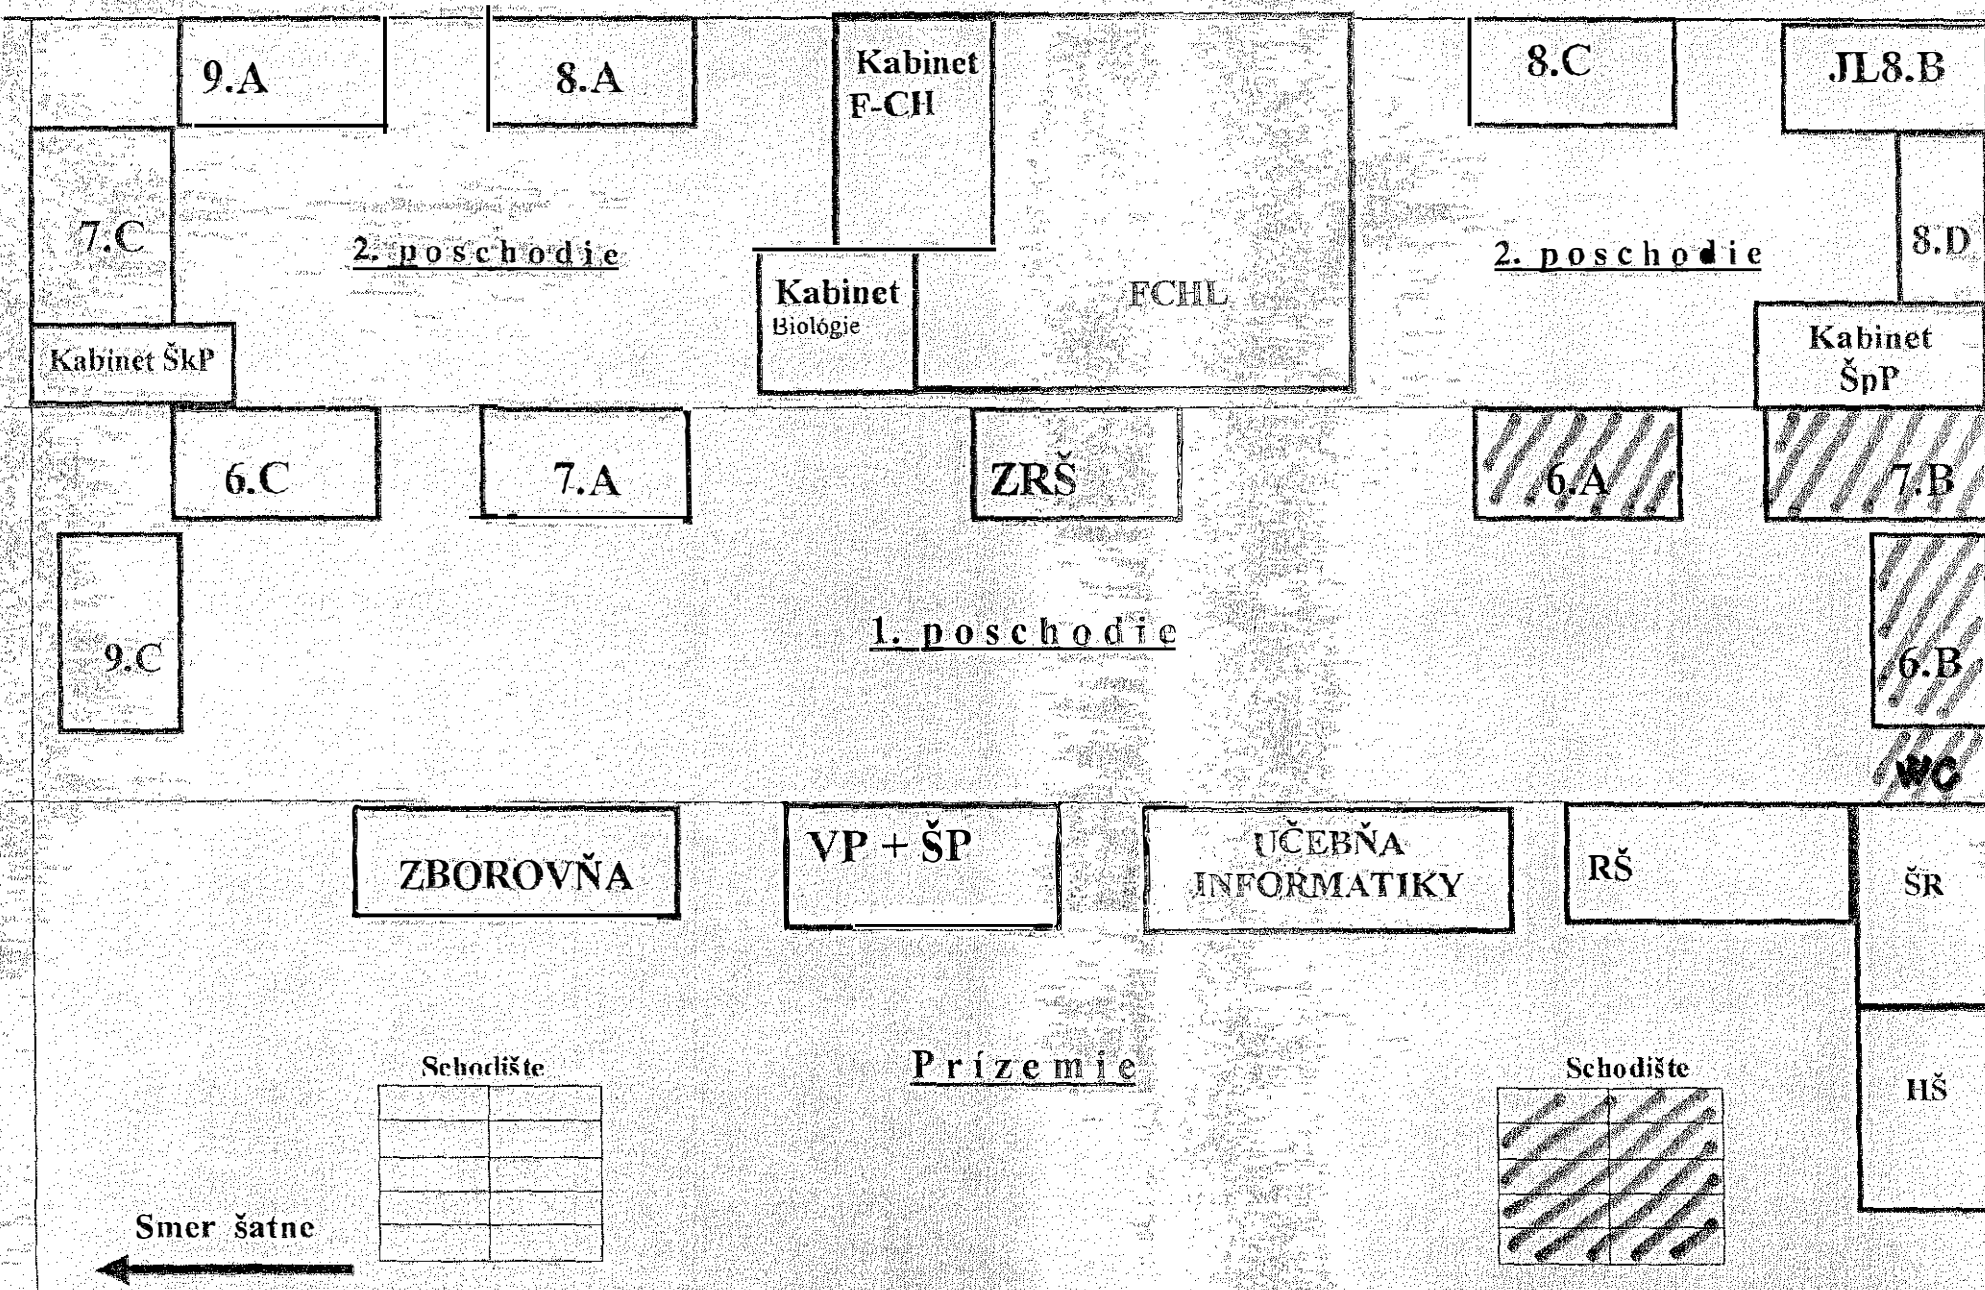 9.A
8.A
Kabinet
F-CH
8.C
JL8.B
7.C
2. poschodie
Kabinet
Biológie
FCHL
2. poschodie
8.D
Kabinet ŠkP
Kabinet
ŠpP
6.C
7.A
ZRŠ
6.A
7.B
9.C
1. poschodie
6.B
WC
ZBOROVŇA
VP + ŠP
UČEBŇA
INFORMATIKY
RŠ
ŠR
Schodište
Prízemie
Schodište
HŠ
Smer šatne